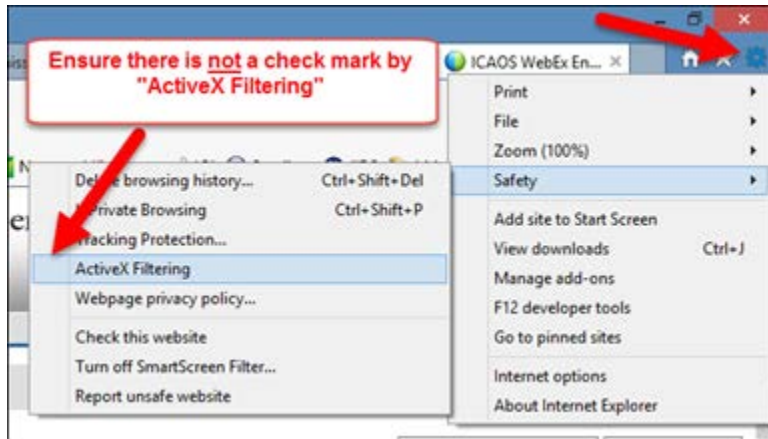 Ensure there is not a check mark by
"ActiveX Filtering"
ICAOS WebEx En...
Print
File
Zoom (100%)
Safety
Add site to Start Screen
View downloads Ctrl+J
Manage add-ons
F12 developer tools
Go to pinned sites
Internet options
About Internet Explorer
browsing history... Ctrl+Shift+Del
Private Browsing Ctrl+Shift+P
Tracking Protection...
ActiveX Filtering
Webpage privacy policy...
Check this website
Turn off SmartScreen Filter...
Report unsafe website